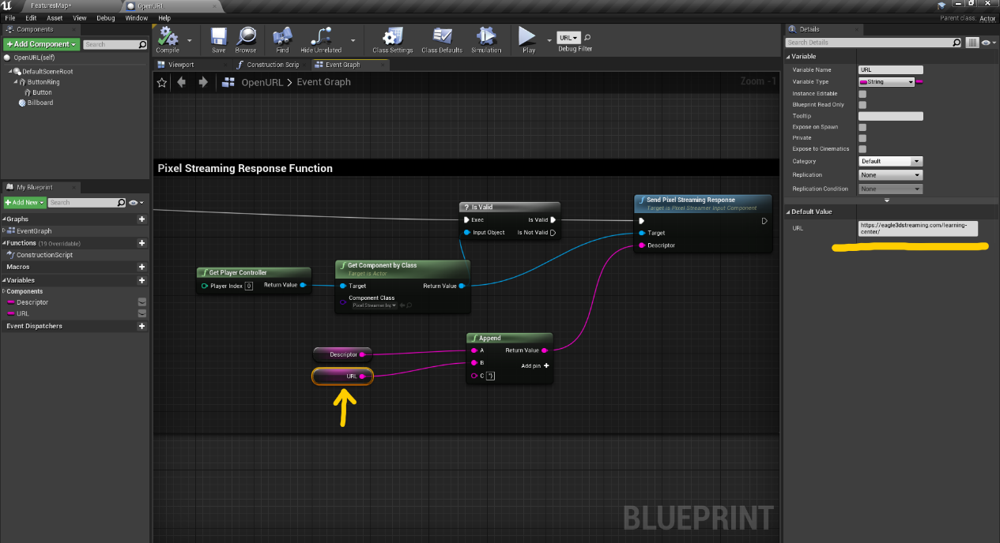 FeaturesMap*
OpenURL
File Edit Asset View Debug Window Help
Parent class: Actor
Components
+Add Component
Search
OpenURL(self)
DefaultSceneRoot
ButtonRing
Button
Billboard
My Blueprint
+Add New
Search
Graphs
EventGraph
Functions (19 Overridable)
ConstructionScript
Macros
Variables
Components
Descriptor
URL
Event Dispatchers
Compile
Save
Browse
Find
Hide Unrelated
Class Settings
Class Defaults
Simulation
Play
URL
Debug Filter
Viewport
Construction Scrip
Event Graph
OpenURL > Event Graph
Zoom -1
Pixel Streaming Response Function
? Is Valid
Exec Is Valid
Input Object Is Not Valid
f Send Pixel Streaming Response
Target is Pixel Streamer Input Component
Target
Descriptor
f Get Component by Class
Target is Actor
Target Return Value
Component Class
Pixel Streamer Inp
f Get Player Controller
Player Index 0 Return Value
Descriptor
URL
f Append
A Return Value
B
Add pin +
C "}
BLUEPRINT
Details
Search Details
Variable
Variable Name URL
Variable Type String
Instance Editable
Blueprint Read Only
Tooltip
Expose on Spawn
Private
Expose to Cinematics
Category Default
Replication None
Replication Condition None
Default Value
URL
https://eagle3dstreaming.com/learning-
center/